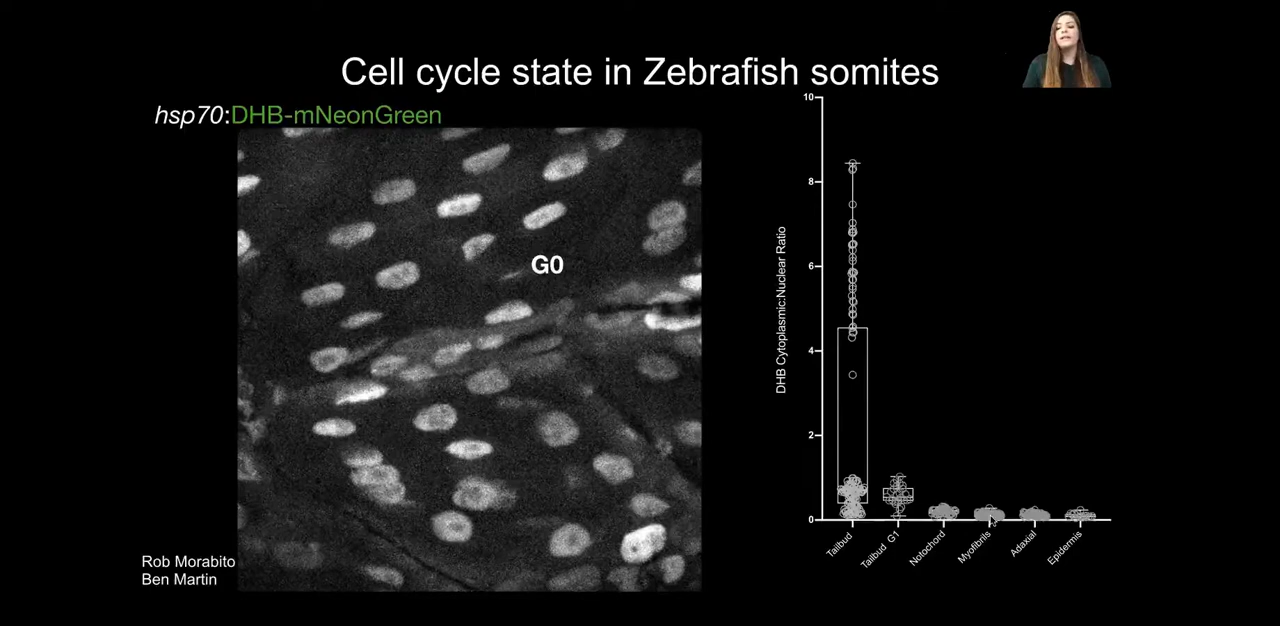 Cell cycle state in Zebrafish somites
hsp70:DHB-mNeonGreen
G0
Rob Morabito
Ben Martin
DHB Cytoplasmic:Nuclear Ratio
10
8
6
4
2
0
Tailbud
Tailbud G1
Notochord
Myofibrils
Adaxial
Epidermis